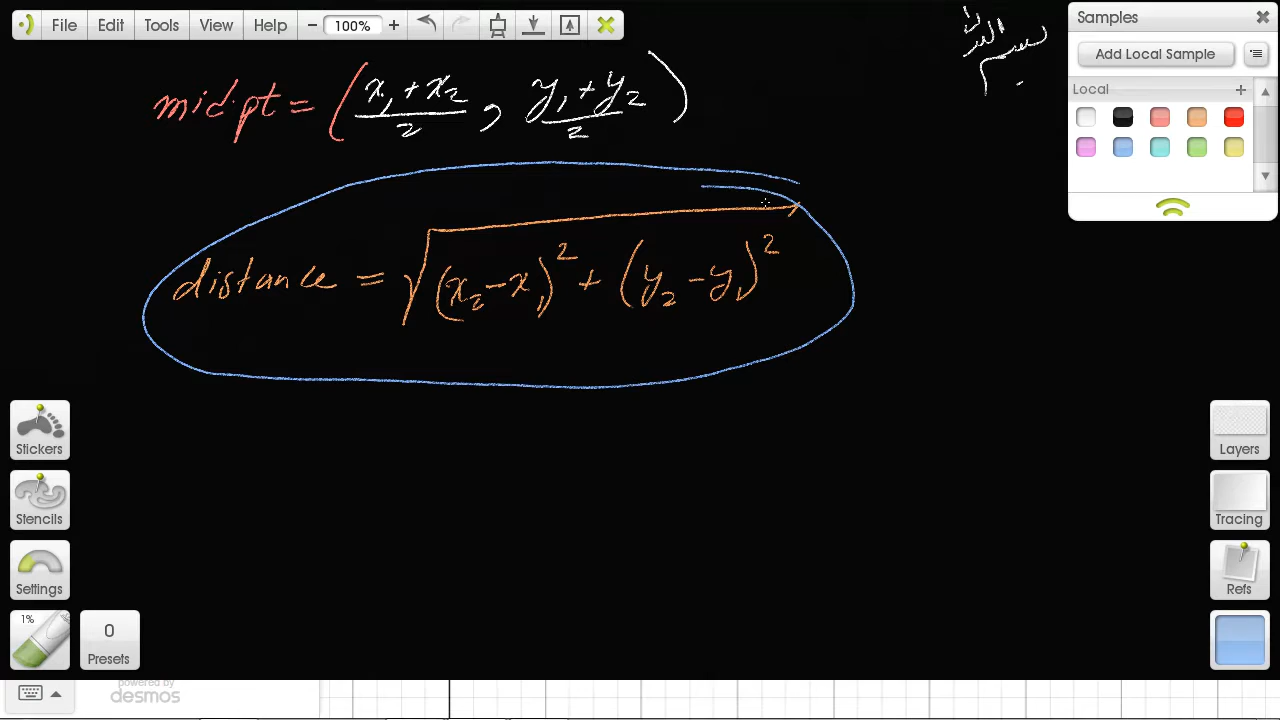 File Edit Tools View Help − 100% +
Samples
Add Local Sample
Local
mid.pt = (x₁+x₂/2 , y₁+y₂/2)
distance = √(x₂-x₁)² + (y₂-y₁)²
Stickers
Stencils
Settings
1%
0
Presets
Layers
Tracing
Refs
powered by
desmos